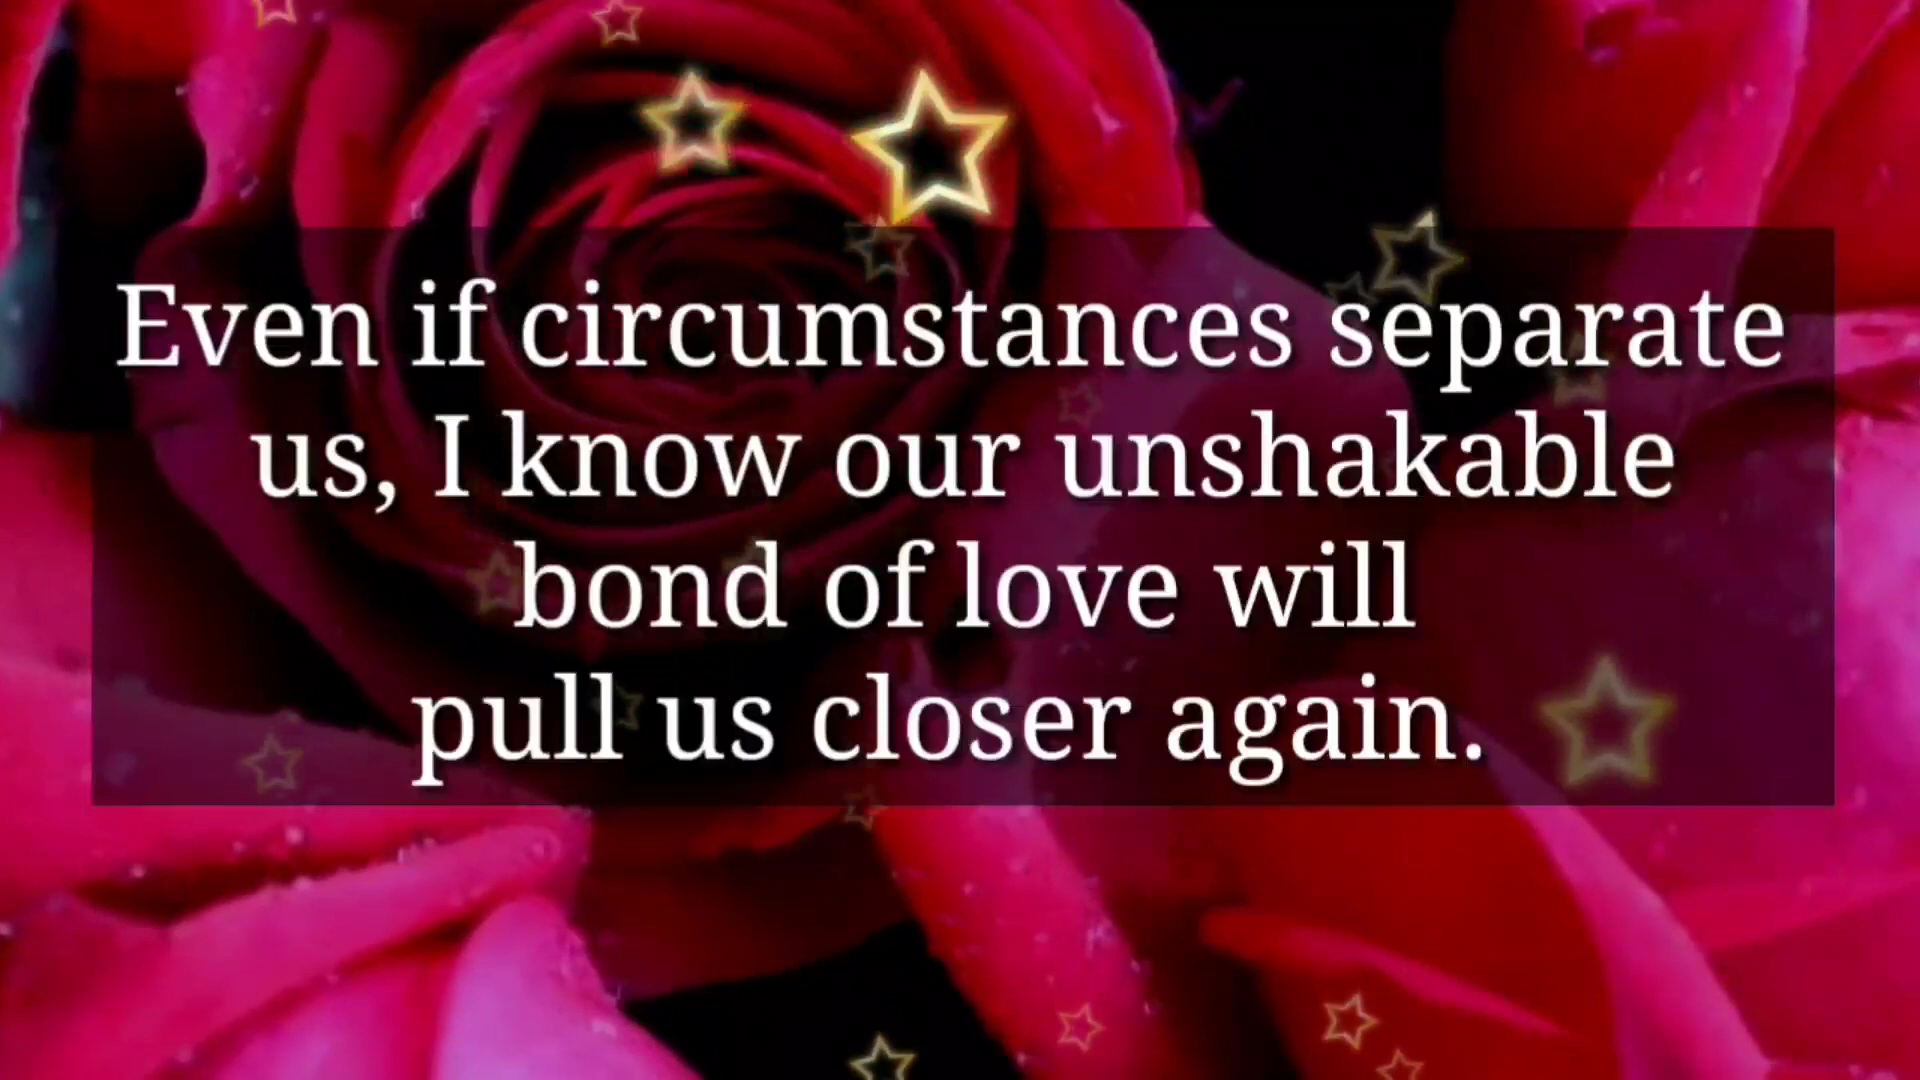 Even if circumstances separate
us, I know our unshakable
bond of love will
pull us closer again.